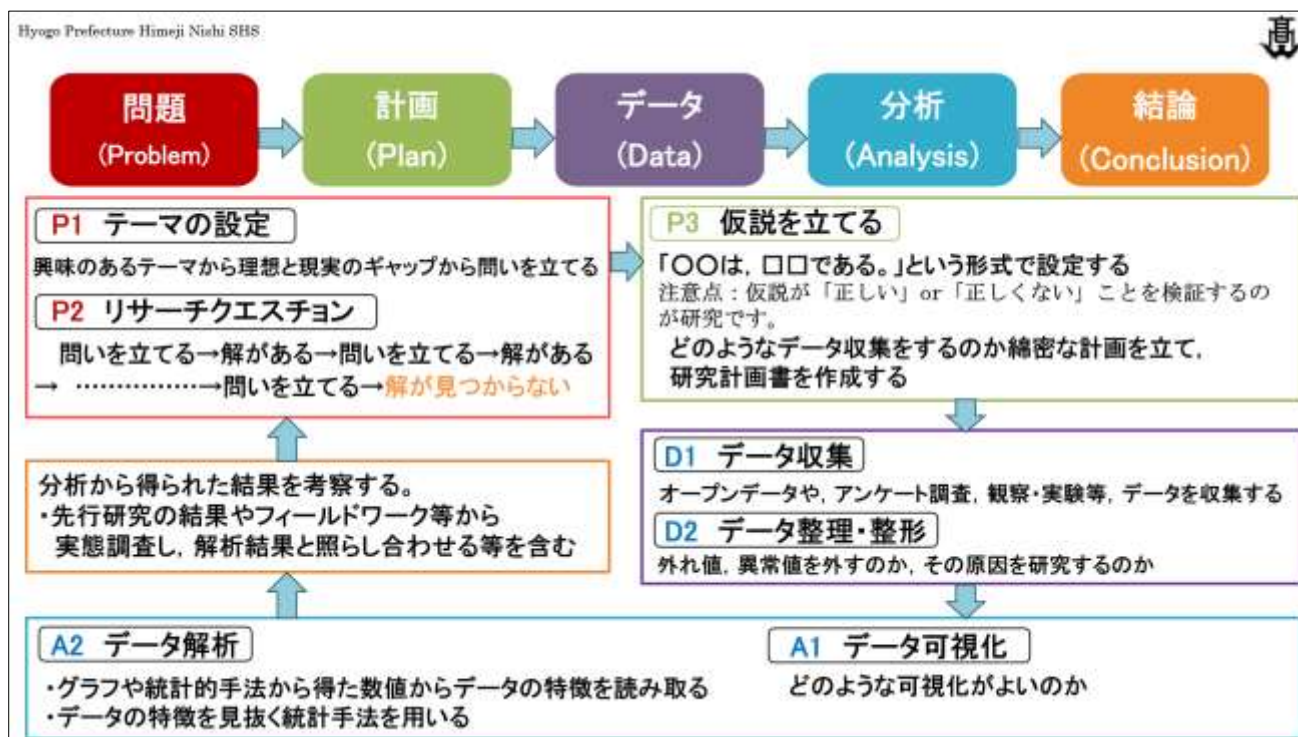 Hyogo Prefecture Himeji Nishi SHS
高
問題
(Problem)
計画
(Plan)
データ
(Data)
分析
(Analysis)
結論
(Conclusion)
P1 テーマの設定
興味のあるテーマから理想と現実のギャップから問いを立てる
P2 リサーチクエスチョン
問いを立てる→解がある→問いを立てる→解がある
→ ……………→問いを立てる→解が見つからない
P3 仮説を立てる
「〇〇は，□□である。」という形式で設定する
注意点：仮説が「正しい」or「正しくない」ことを検証するの
が研究です。
どのようなデータ収集をするのか綿密な計画を立て，
研究計画書を作成する
D1 データ収集
オープンデータや，アンケート調査，観察・実験等，データを収集する
D2 データ整理・整形
外れ値，異常値を外すのか，その原因を研究するのか
A1 データ可視化
どのような可視化がよいのか
A2 データ解析
・グラフや統計的手法から得た数値からデータの特徴を読み取る
・データの特徴を見抜く統計手法を用いる
分析から得られた結果を考察する。
・先行研究の結果やフィールドワーク等から
実態調査し，解析結果と照らし合わせる等を含む